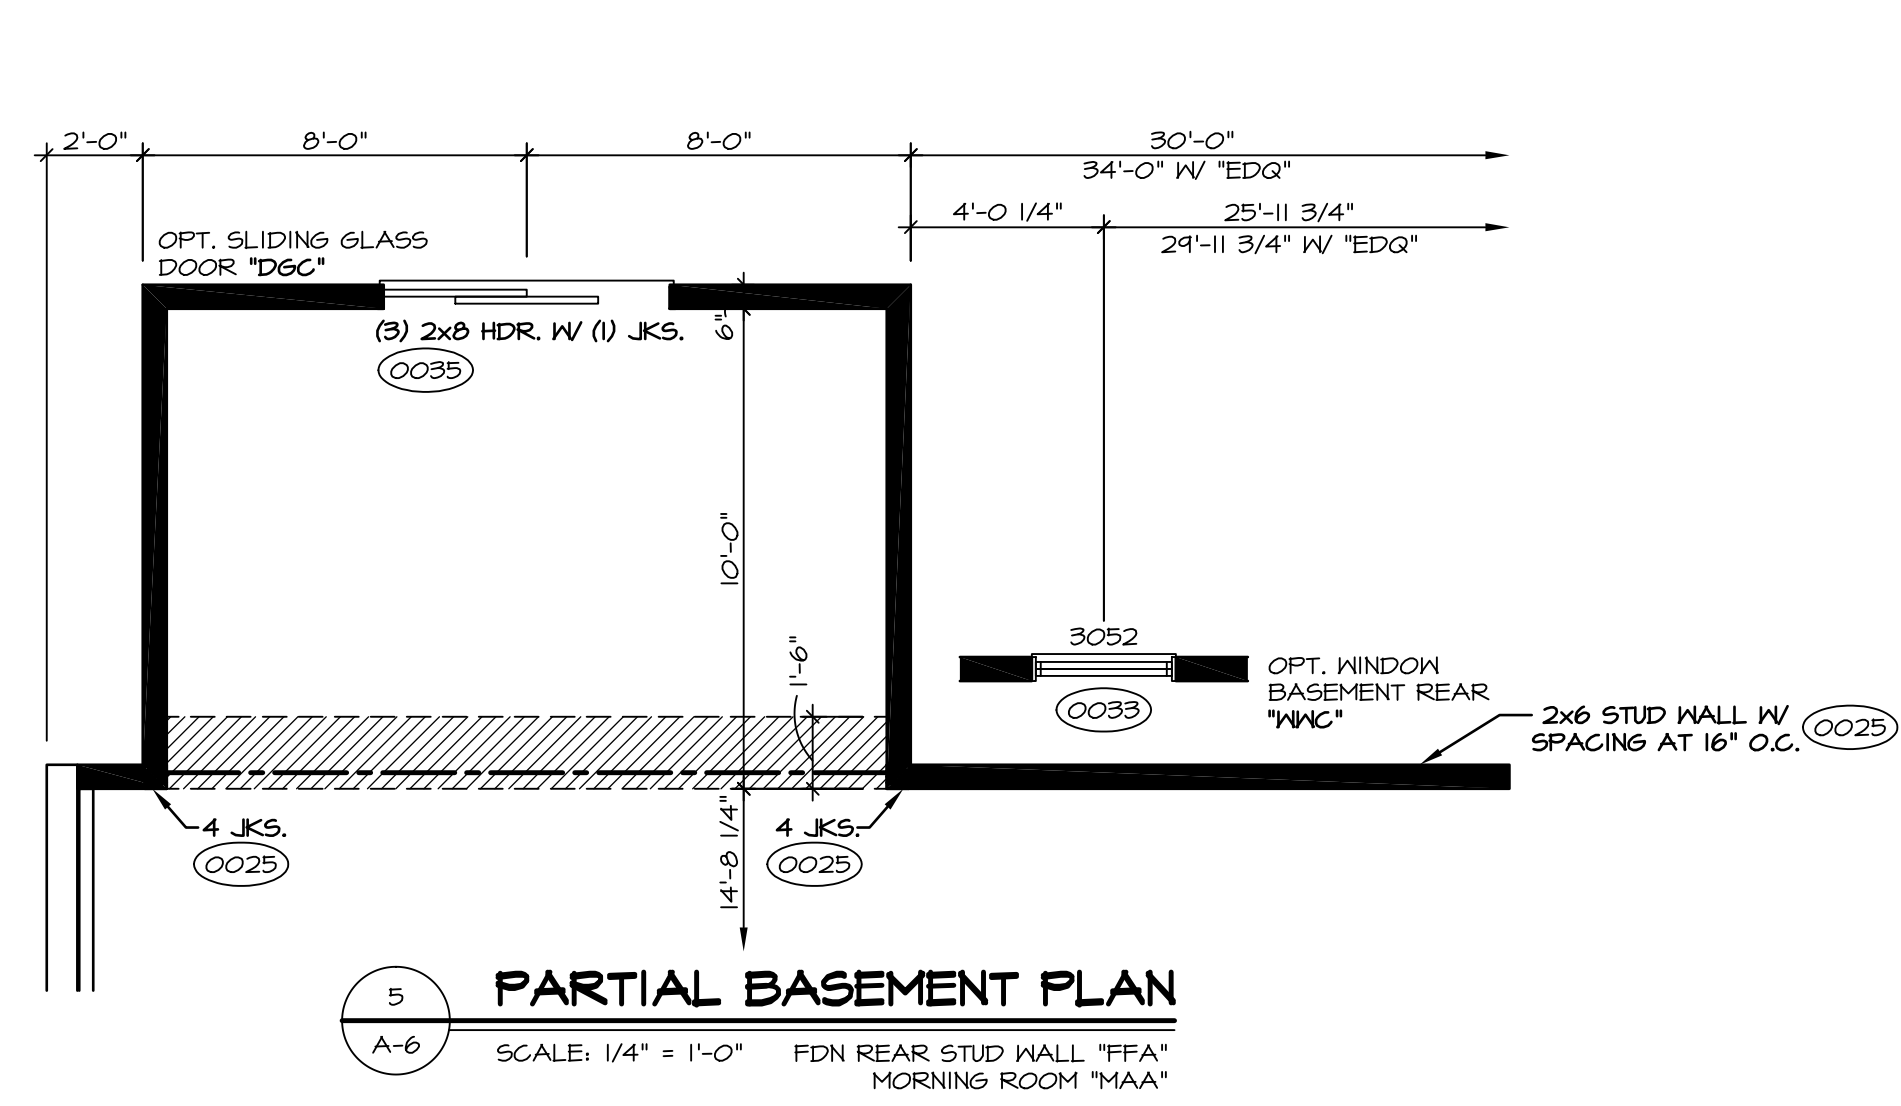 2'-0"
8'-0"
8'-0"
30'-0"
34'-0" W/ "EDQ"
4'-0 1/4"
25'-11 3/4"
29'-11 3/4" W/ "EDQ"
OPT. SLIDING GLASS
DOOR "DGC"
(3) 2x8 HDR. W/ (1) JKS.
6"
0035
10'-0"
1'-6"
3052
0033
OPT. WINDOW
BASEMENT REAR
"WWC"
2x6 STUD WALL W/
SPACING AT 16" O.C.
0025
4 JKS.
0025
14'-8 1/4"
4 JKS.
0025
5
A-6
PARTIAL BASEMENT PLAN
SCALE: 1/4" = 1'-0"
FDN REAR STUD WALL "FFA"
MORNING ROOM "MAA"